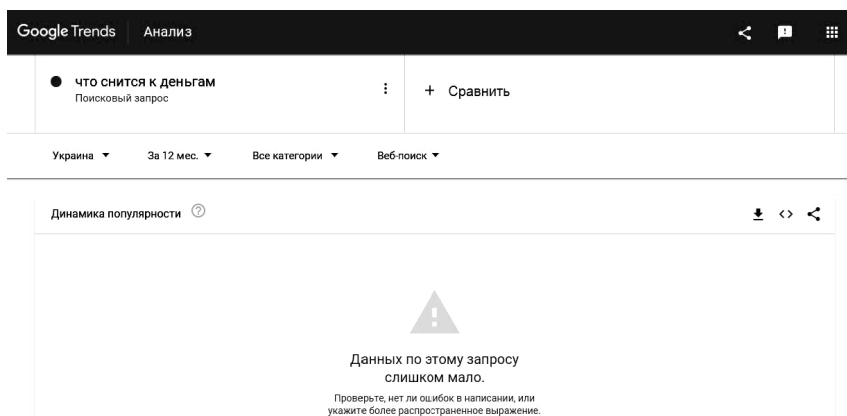 Google Trends Анализ
что снится к деньгам
Поисковый запрос
+ Сравнить
Украина За 12 мес. Все категории Веб-поиск
Динамика популярности ?
Данных по этому запросу
слишком мало.
Проверьте, нет ли ошибок в написании, или
укажите более распространенное выражение.